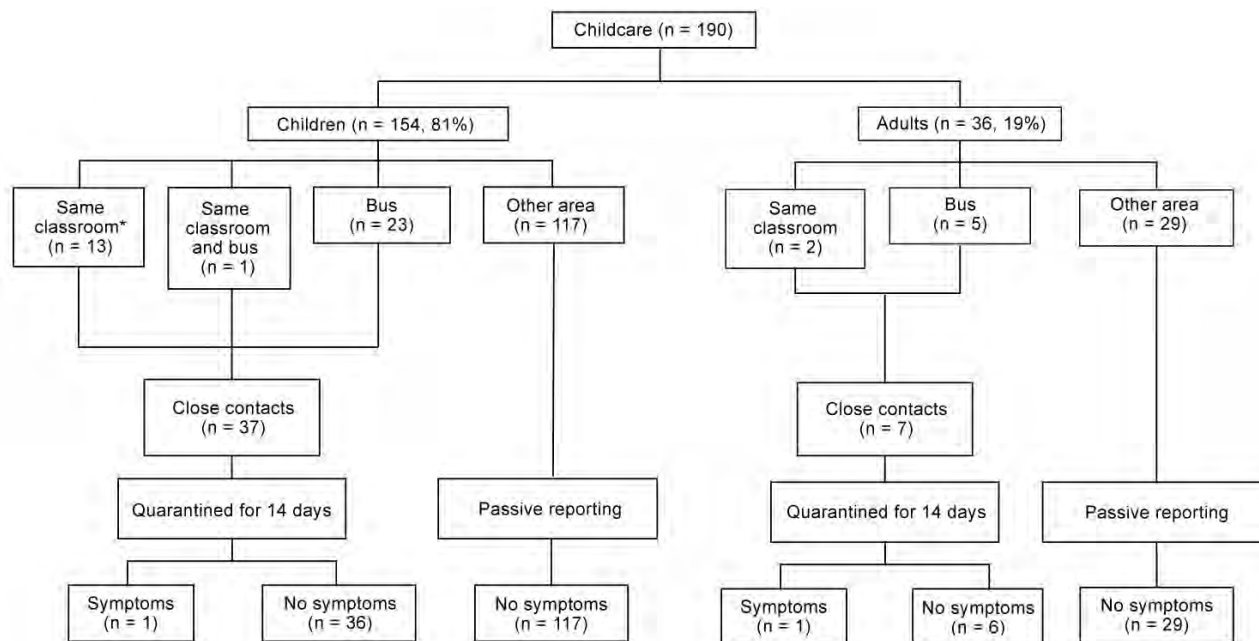 Childcare (n = 190)
Children (n = 154, 81%)
Adults (n = 36, 19%)
Same
classroom*
(n = 13)
Same
classroom
and bus
(n = 1)
Bus
(n = 23)
Other area
(n = 117)
Same
classroom
(n = 2)
Bus
(n = 5)
Other area
(n = 29)
Close contacts
(n = 37)
Close contacts
(n = 7)
Quarantined for 14 days
Passive reporting
Quarantined for 14 days
Passive reporting
Symptoms
(n = 1)
No symptoms
(n = 36)
No symptoms
(n = 117)
Symptoms
(n = 1)
No symptoms
(n = 6)
No symptoms
(n = 29)